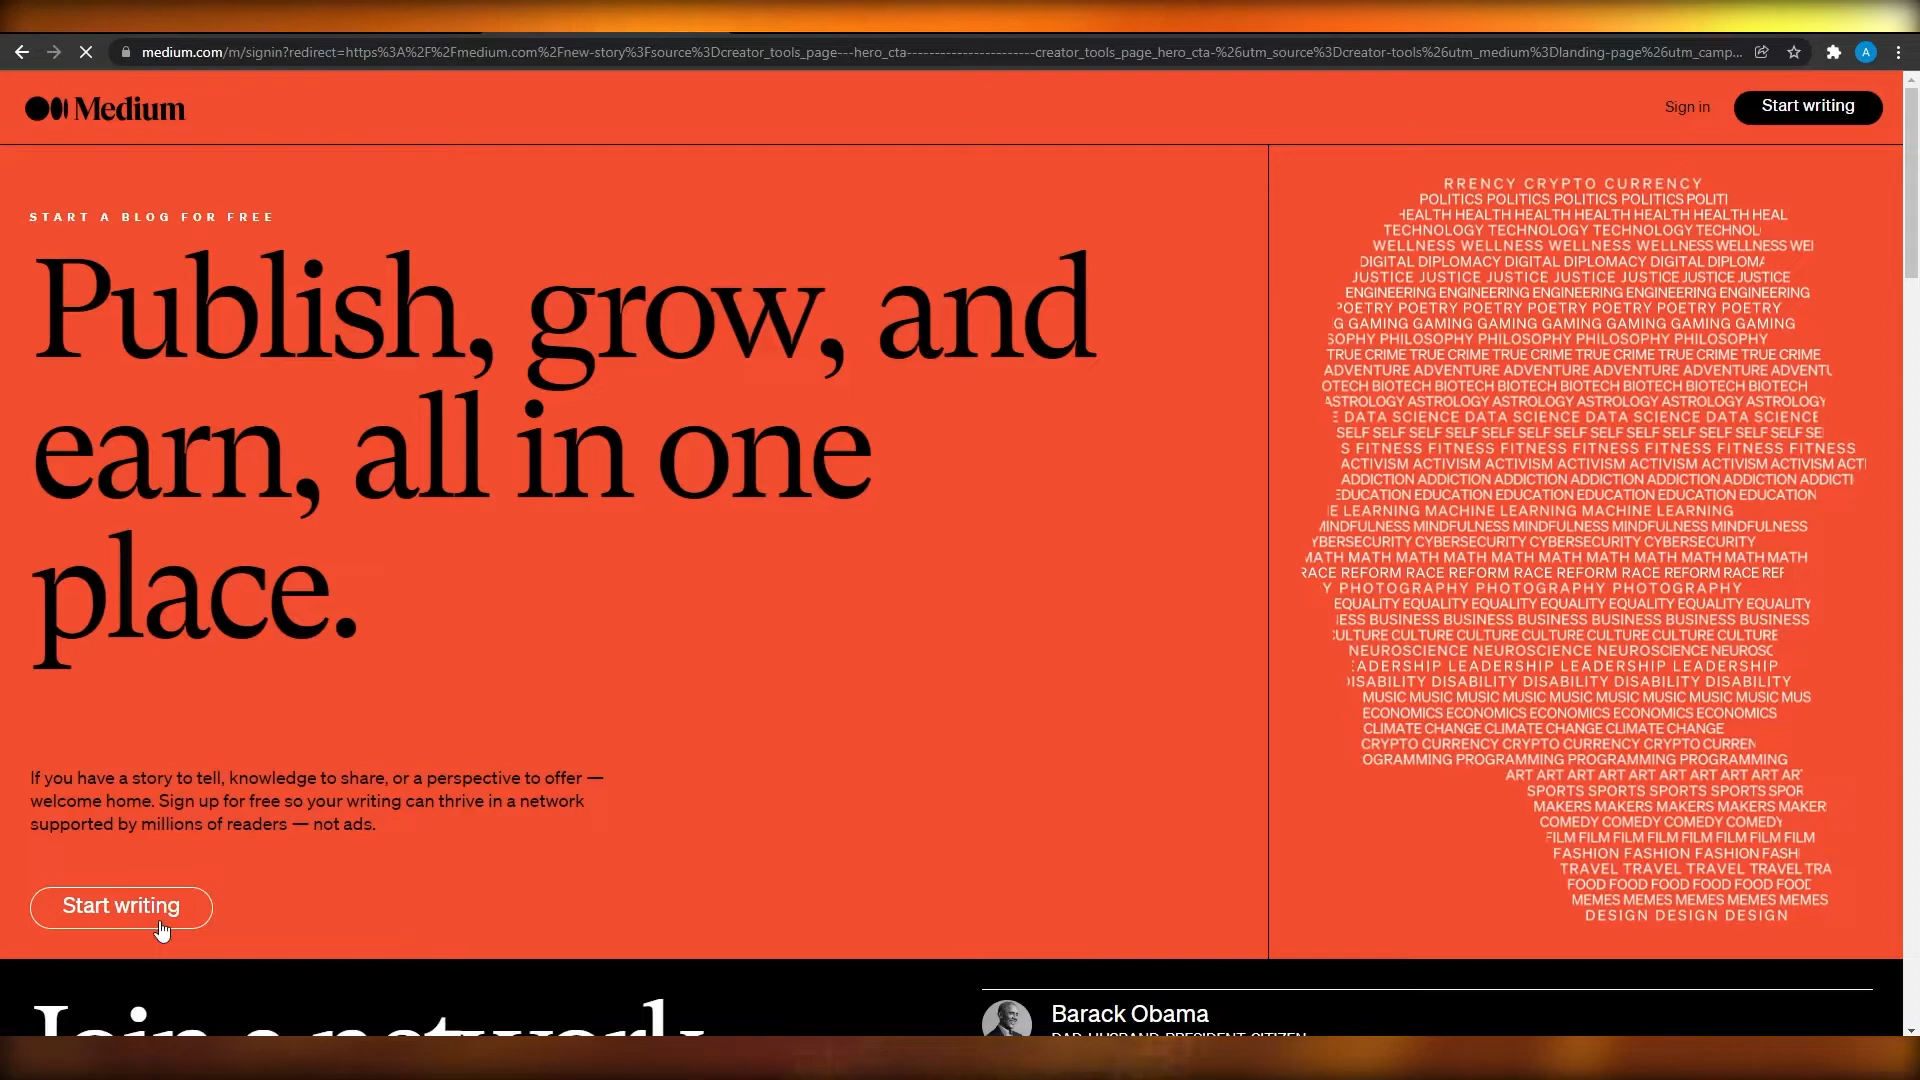 medium.com/m/signin?redirect=https%3A%2F%2Fmedium.com%2Fnew-story%3Fsource%3Dcreator_tools_page---hero_cta-------------------------creator_tools_page_hero_cta-%26utm_source%3Dcreator-tools%26utm_medium%3Dlanding-page%26utm_camp...
A
Medium
Sign in
Start writing
START A BLOG FOR FREE
Publish, grow, and
earn, all in one
place.
If you have a story to tell, knowledge to share, or a perspective to offer —
welcome home. Sign up for free so your writing can thrive in a network
supported by millions of readers — not ads.
Start writing
RRENCY CRYPTO CURRENCY
POLITICS POLITICS POLITICS POLITICS POLITI
HEALTH HEALTH HEALTH HEALTH HEALTH HEALTH HEAL
TECHNOLOGY TECHNOLOGY TECHNOLOGY TECHNOL
WELLNESS WELLNESS WELLNESS WELLNESS WELLNESS WEI
DIGITAL DIPLOMACY DIGITAL DIPLOMACY DIGITAL DIPLOMA
JUSTICE JUSTICE JUSTICE JUSTICE JUSTICE JUSTICE JUSTICE
ENGINEERING ENGINEERING ENGINEERING ENGINEERING ENGINEERING
POETRY POETRY POETRY POETRY POETRY POETRY POETRY
G GAMING GAMING GAMING GAMING GAMING GAMING GAMING
SOPHY PHILOSOPHY PHILOSOPHY PHILOSOPHY PHILOSOPHY
TRUE CRIME TRUE CRIME TRUE CRIME TRUE CRIME TRUE CRIME TRUE CRIME
ADVENTURE ADVENTURE ADVENTURE ADVENTURE ADVENTURE ADVENTU
OTECH BIOTECH BIOTECH BIOTECH BIOTECH BIOTECH BIOTECH BIOTECH
ASTROLOGY ASTROLOGY ASTROLOGY ASTROLOGY ASTROLOGY ASTROLOGY
E DATA SCIENCE DATA SCIENCE DATA SCIENCE DATA SCIENCE
SELF SELF SELF SELF SELF SELF SELF SELF SELF SELF SELF SELF SELF SE
S FITNESS FITNESS FITNESS FITNESS FITNESS FITNESS FITNESS
ACTIVISM ACTIVISM ACTIVISM ACTIVISM ACTIVISM ACTIVISM ACTIVISM ACTI
ADDICTION ADDICTION ADDICTION ADDICTION ADDICTION ADDICTION ADDICTI
EDUCATION EDUCATION EDUCATION EDUCATION EDUCATION EDUCATION
E LEARNING MACHINE LEARNING MACHINE LEARNING
MINDFULNESS MINDFULNESS MINDFULNESS MINDFULNESS MINDFULNESS
YBERSECURITY CYBERSECURITY CYBERSECURITY CYBERSECURITY
MATH MATH MATH MATH MATH MATH MATH MATH MATH MATH MATH
RACE REFORM RACE REFORM RACE REFORM RACE REFORM RACE REF
Y PHOTOGRAPHY PHOTOGRAPHY PHOTOGRAPHY
EQUALITY EQUALITY EQUALITY EQUALITY EQUALITY EQUALITY EQUALITY
IESS BUSINESS BUSINESS BUSINESS BUSINESS BUSINESS BUSINESS
CULTURE CULTURE CULTURE CULTURE CULTURE CULTURE CULTURE
NEUROSCIENCE NEUROSCIENCE NEUROSCIENCE NEUROSC
EADERSHIP LEADERSHIP LEADERSHIP LEADERSHIP
DISABILITY DISABILITY DISABILITY DISABILITY DISABILITY
MUSIC MUSIC MUSIC MUSIC MUSIC MUSIC MUSIC MUSIC MUSIC MUS
ECONOMICS ECONOMICS ECONOMICS ECONOMICS ECONOMICS
CLIMATE CHANGE CLIMATE CHANGE CLIMATE CHANGE
CRYPTO CURRENCY CRYPTO CURRENCY CRYPTO CURREN
OGRAMMING PROGRAMMING PROGRAMMING PROGRAMMING
ART ART ART ART ART ART ART ART ART AR
SPORTS SPORTS SPORTS SPORTS SPOR
MAKERS MAKERS MAKERS MAKERS MAKER
COMEDY COMEDY COMEDY COMEDY
FILM FILM FILM FILM FILM FILM FILM FILM
FASHION FASHION FASHION FASHI
TRAVEL TRAVEL TRAVEL TRAVEL TRA
FOOD FOOD FOOD FOOD FOOD FOOD
MEMES MEMES MEMES MEMES MEMES
DESIGN DESIGN DESIGN
Join a network
Barack Obama
DAD, HUSBAND, PRESIDENT, CITIZEN